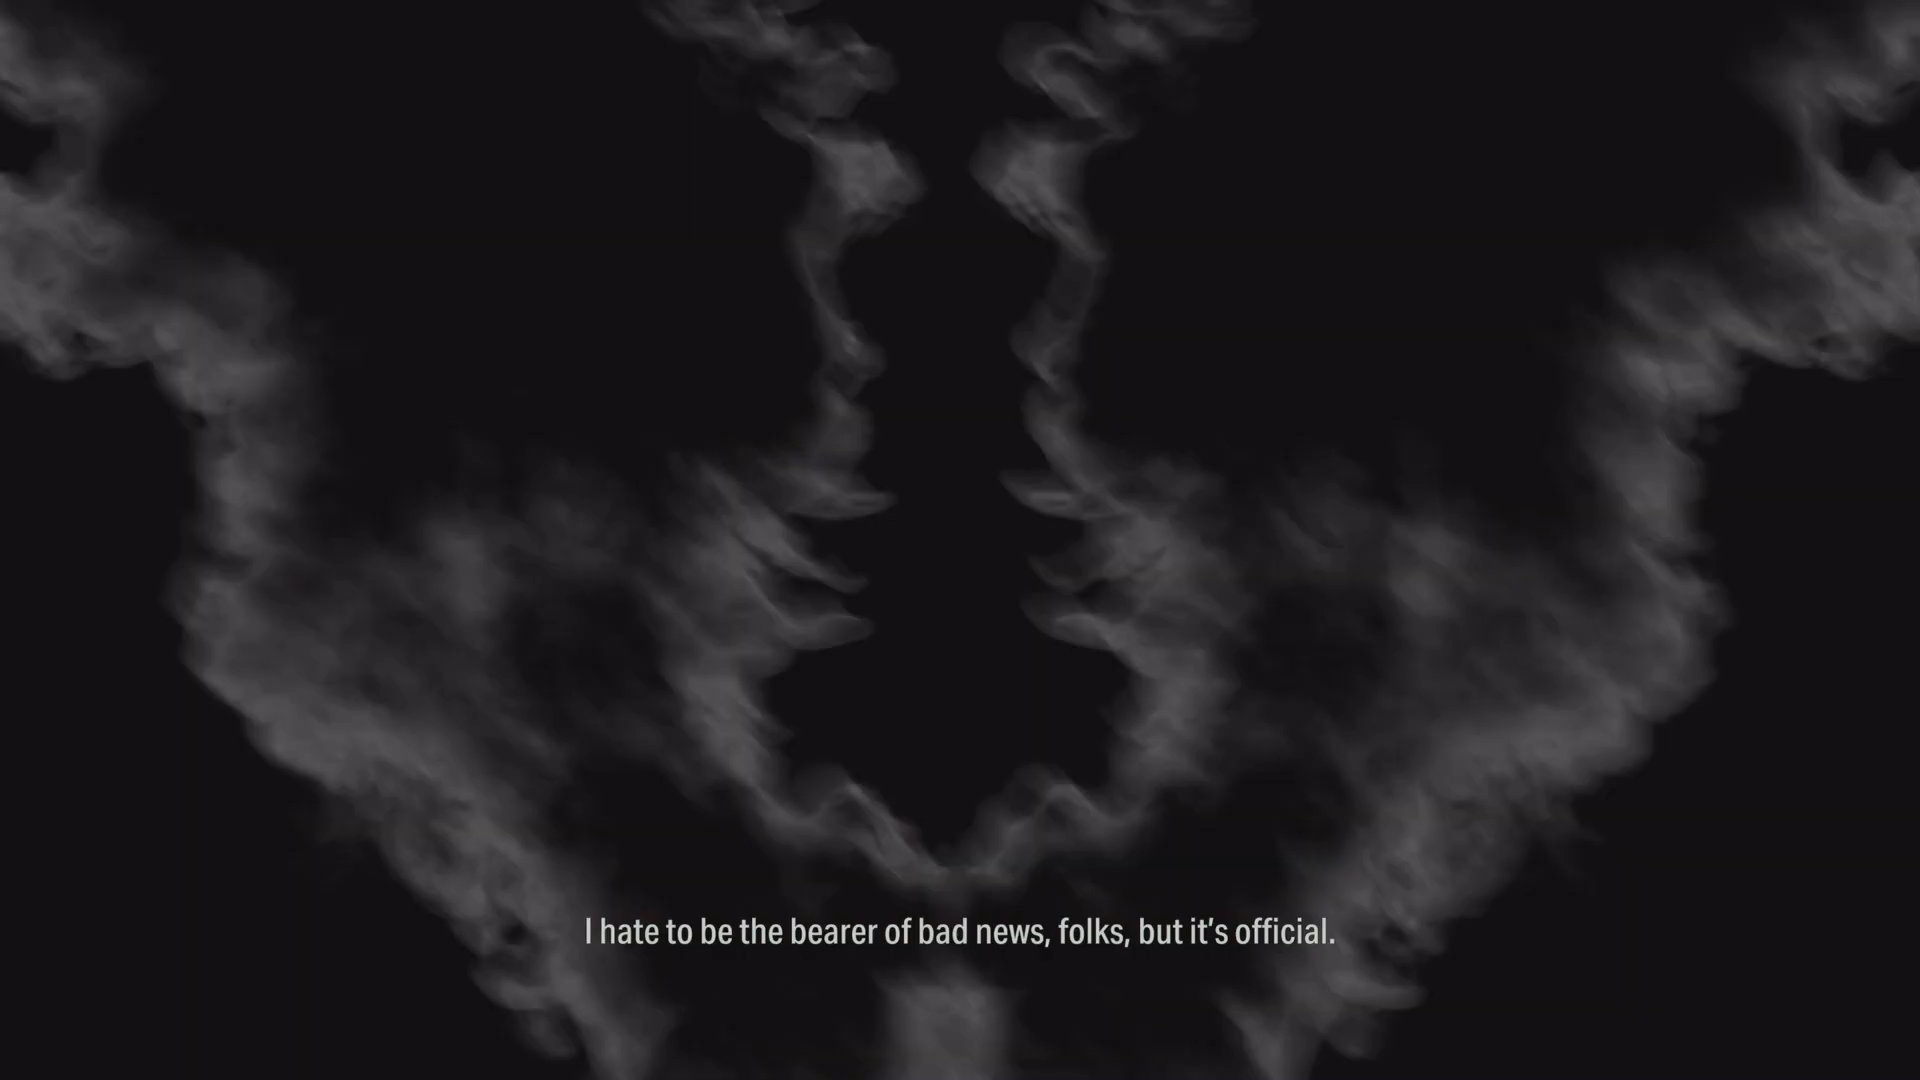 I hate to be the bearer of bad news, folks, but it’s official.